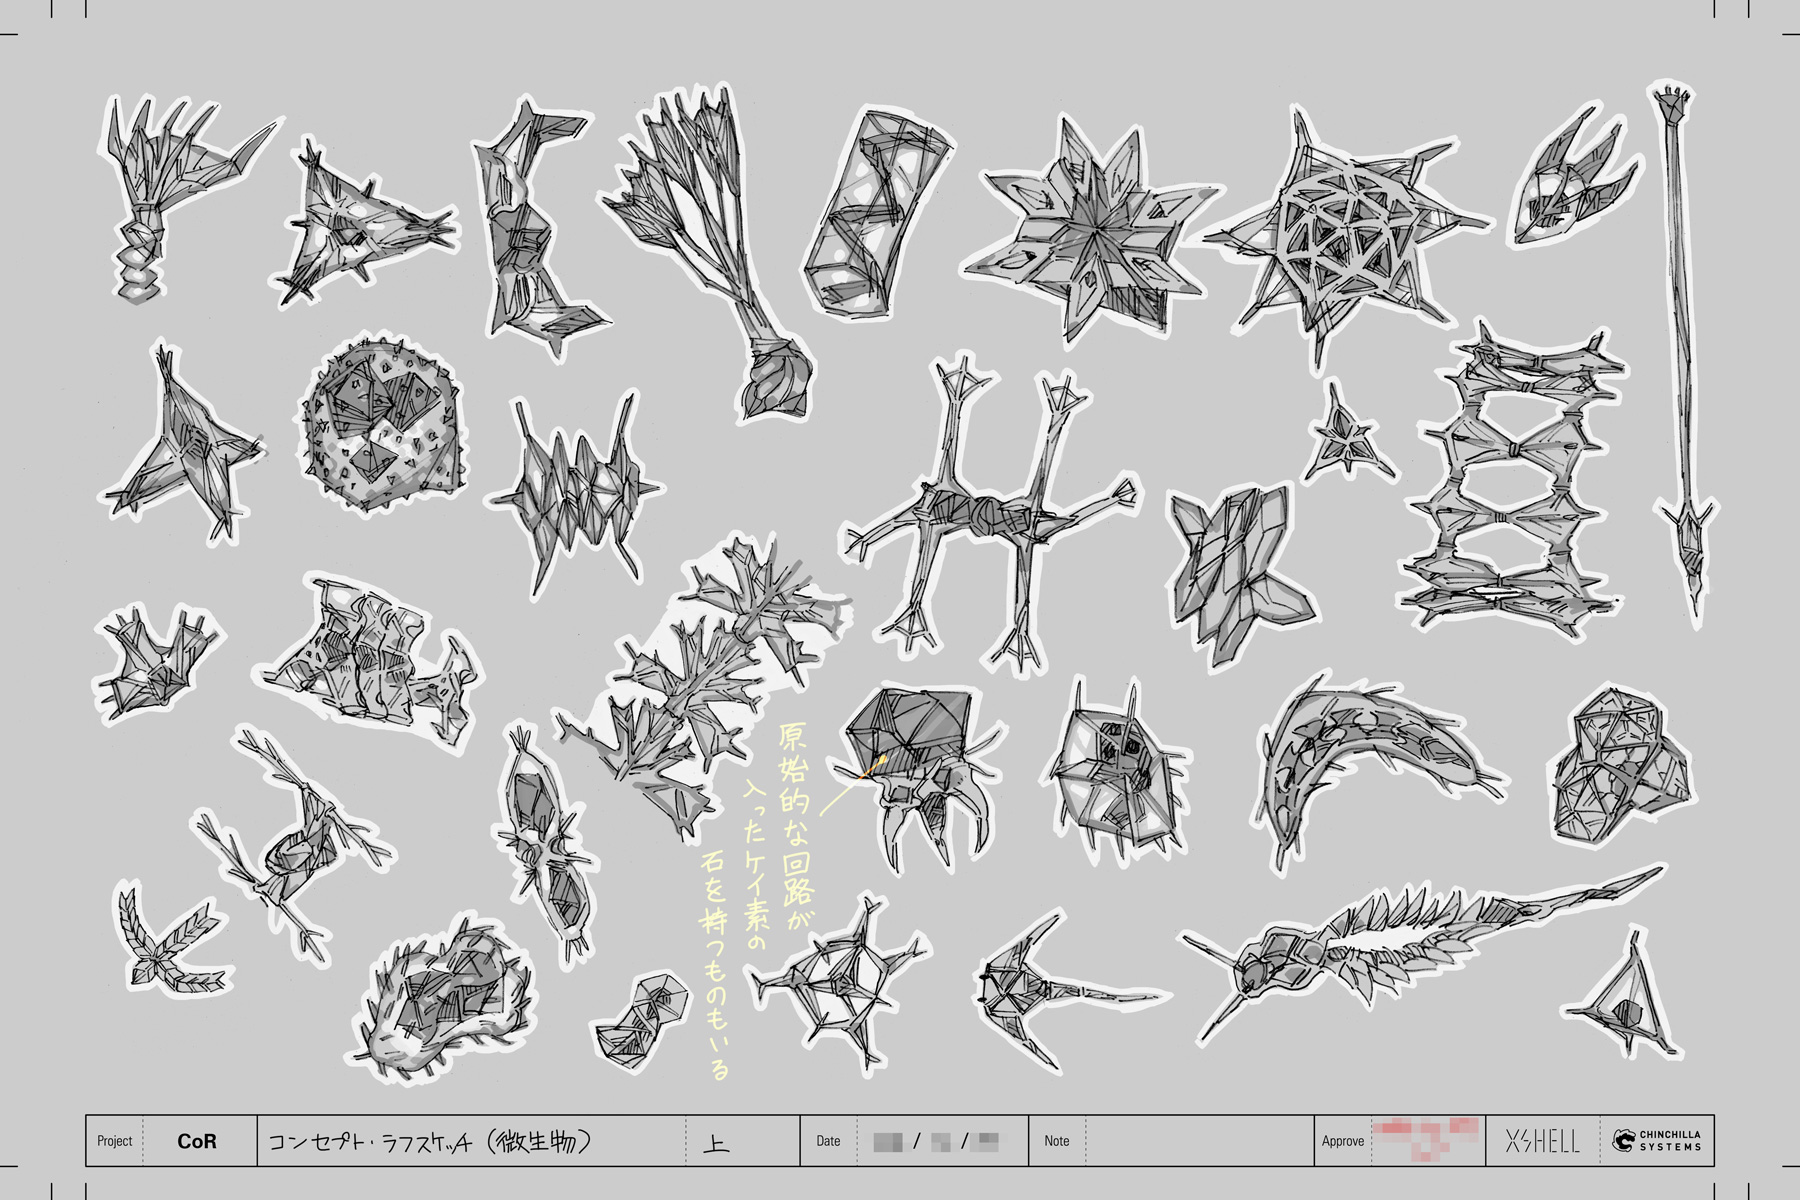 原始的な回路が
入ったケイ素の
石を持つものもいる
Project
CoR
コンセプト・ラフスケッチ(微生物)
上
Date
/ /
Note
Approve
XSHELL
CHINCHILLA
SYSTEMS